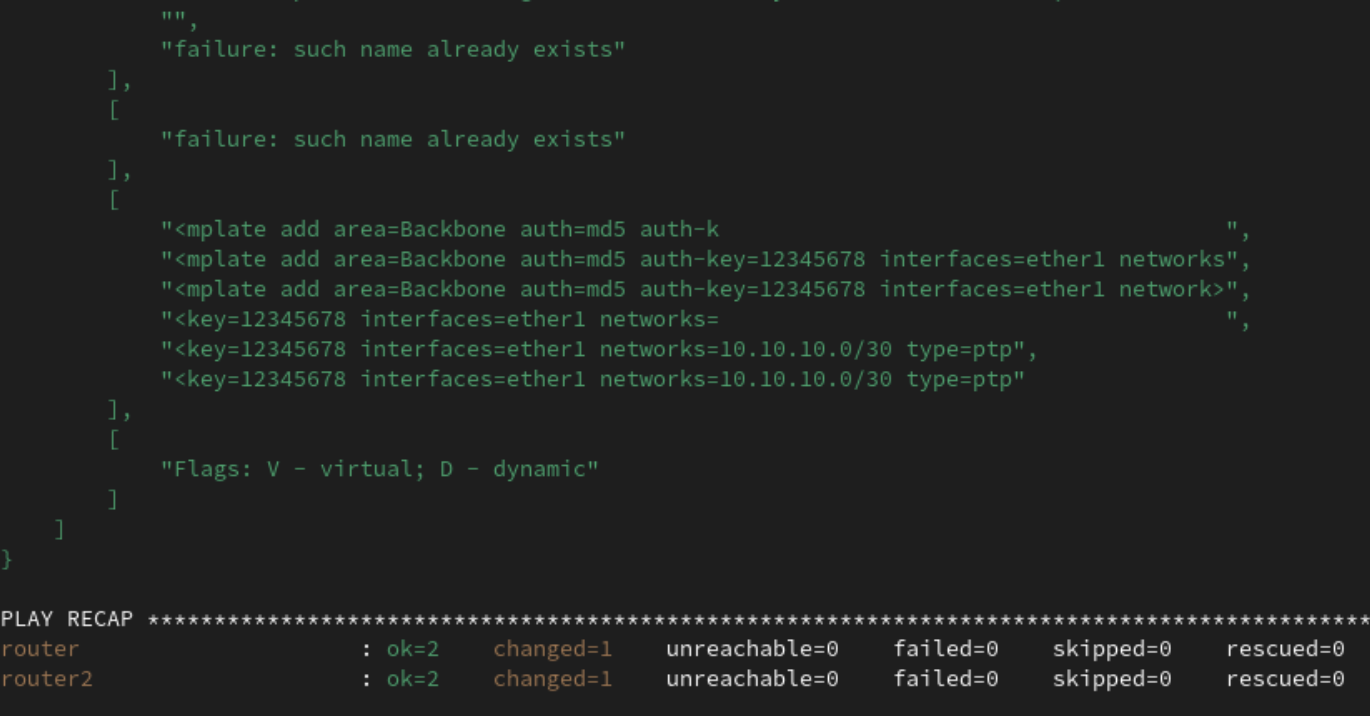 "",
"failure: such name already exists"
],
[
"failure: such name already exists"
],
[
"<mplate add area=Backbone auth=md5 auth-k                                      ",
"<mplate add area=Backbone auth=md5 auth-key=12345678 interfaces=ether1 networks",
"<mplate add area=Backbone auth=md5 auth-key=12345678 interfaces=ether1 network>",
"<key=12345678 interfaces=ether1 networks=                                      ",
"<key=12345678 interfaces=ether1 networks=10.10.10.0/30 type=ptp",
"<key=12345678 interfaces=ether1 networks=10.10.10.0/30 type=ptp"
],
[
"Flags: V - virtual; D - dynamic"
]
]
}
PLAY RECAP *********************************************************************************************
router                     : ok=2    changed=1    unreachable=0    failed=0    skipped=0    rescued=0
router2                    : ok=2    changed=1    unreachable=0    failed=0    skipped=0    rescued=0